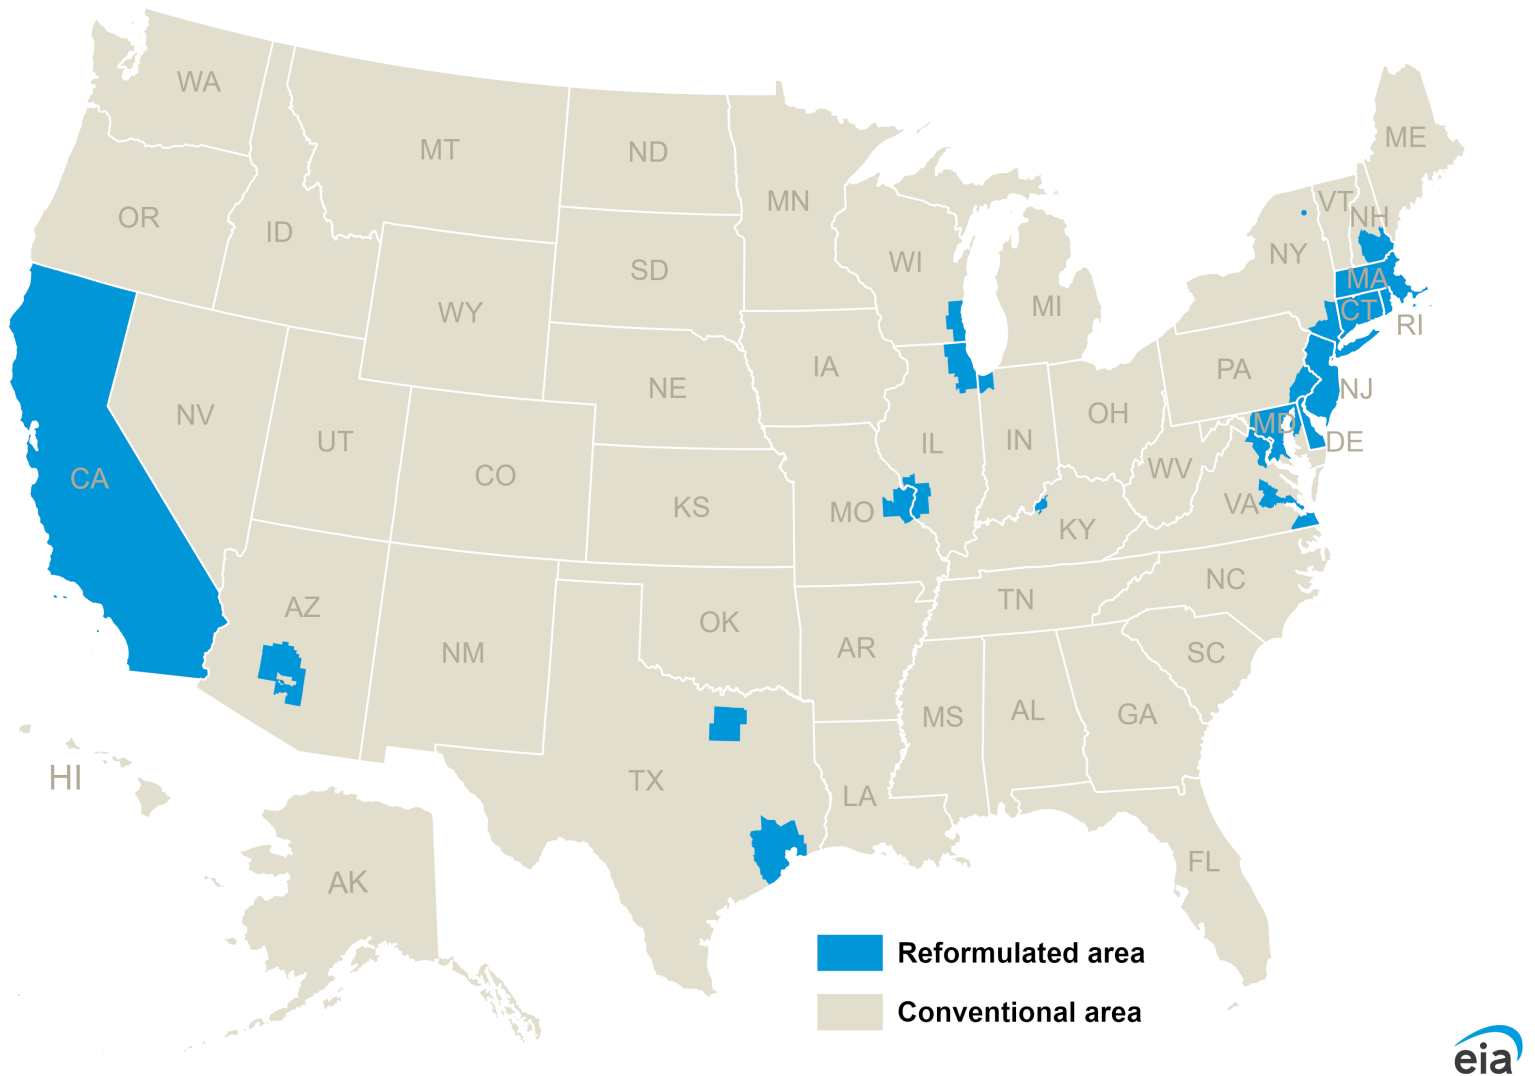 WA
MT
ND
MN
ME
OR
ID
SD
WI
MI
VT
NH
NY
MA
CT
RI
WY
NE
IA
PA
NJ
NV
UT
CO
KS
MO
IL
IN
OH
WV
MD
DE
VA
KY
CA
AZ
NM
OK
AR
TN
NC
SC
MS
AL
GA
TX
LA
FL
HI
AK
Reformulated area
Conventional area
eia